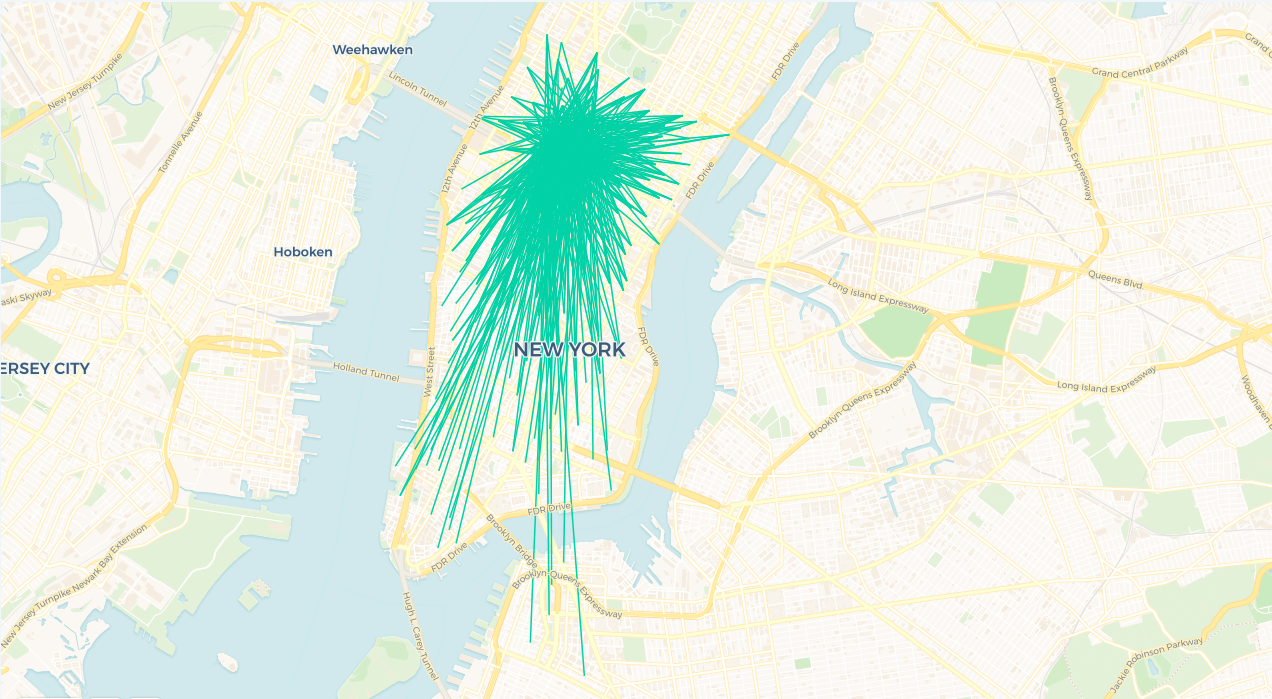 Weehawken
Lincoln Tunnel
New Jersey Turnpike
Tonnelle Avenue
12th Avenue
12th Avenue
FDR Drive
FDR Drive
Grand Central Parkway
Grand C
Brooklyn-Queens Expressway
Hoboken
aski Skyway
Long Island Expressway
Queens Blvd
NEW YORK
FDR Drive
ERSEY CITY
Holland Tunnel
West Street
Long Island Expressway
Brooklyn-Queens Expressway
Woodhaven B
FDR Drive
Brooklyn Bridge
FDR Drive
Brooklyn-Queens Expressway
New Jersey Turnpike Newark Bay Extension
Hugh L. Carey Tunnel
Jackie Robinson Parkway